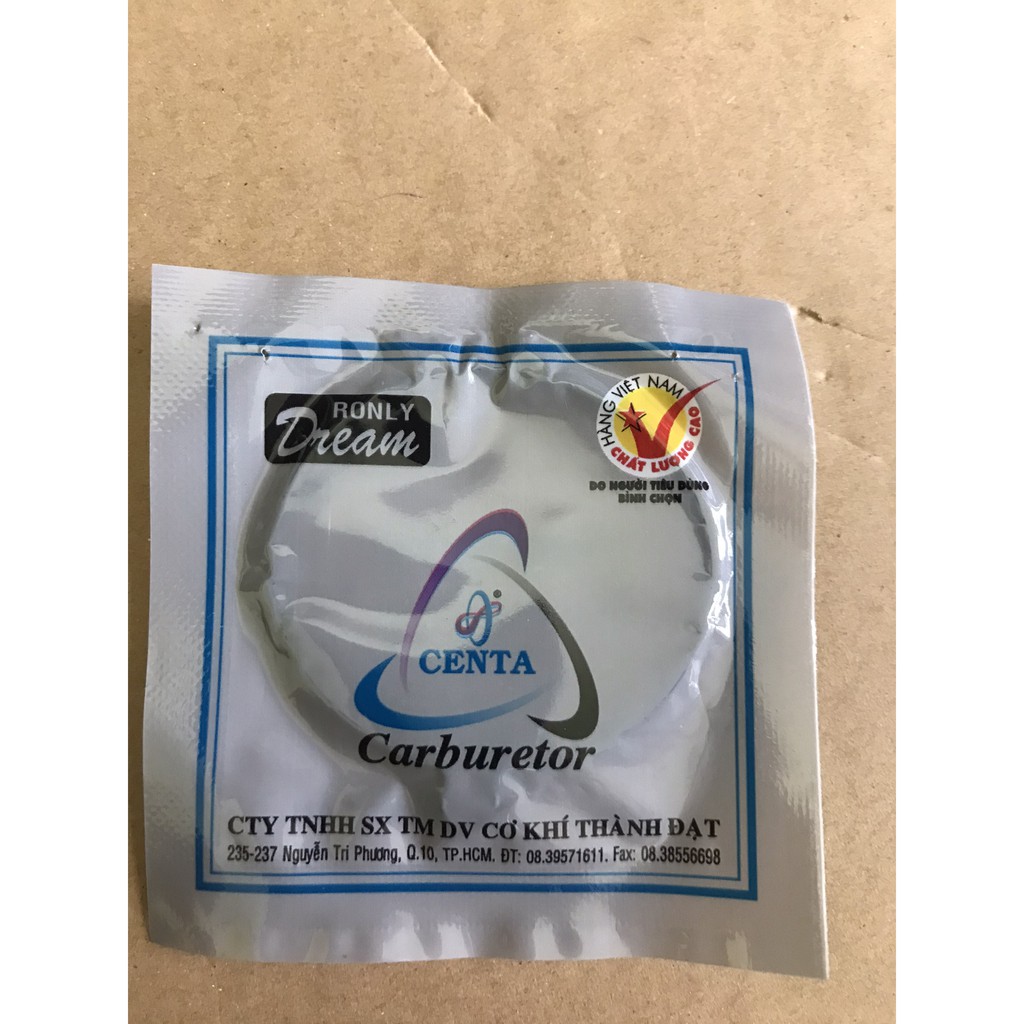 RONLY
Dream
HÀNG VIỆT NAM
CHẤT LƯỢNG CAO
DO NGƯỜI TIÊU DÙNG
BÌNH CHỌN
®
CENTA
Carburetor
CTY TNHH SX TM DV CƠ KHÍ THÀNH ĐẠT
235-237 Nguyễn Tri Phương, Q.10, TP.HCM. ĐT: 08.39571611. Fax: 08.38556698